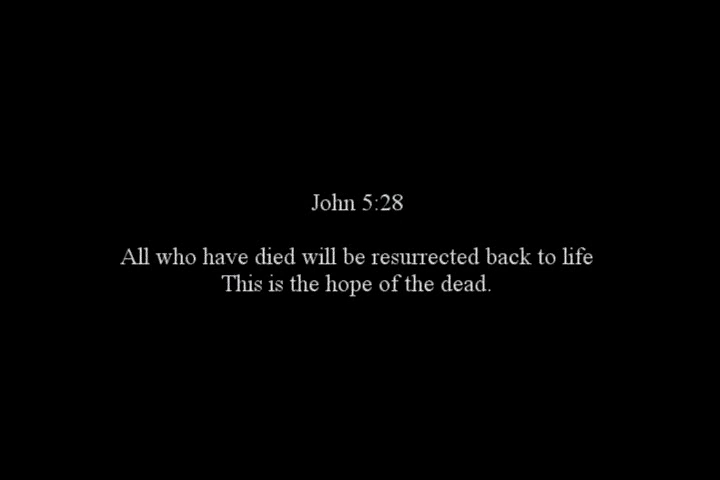 John 5:28
All who have died will be resurrected back to life
This is the hope of the dead.